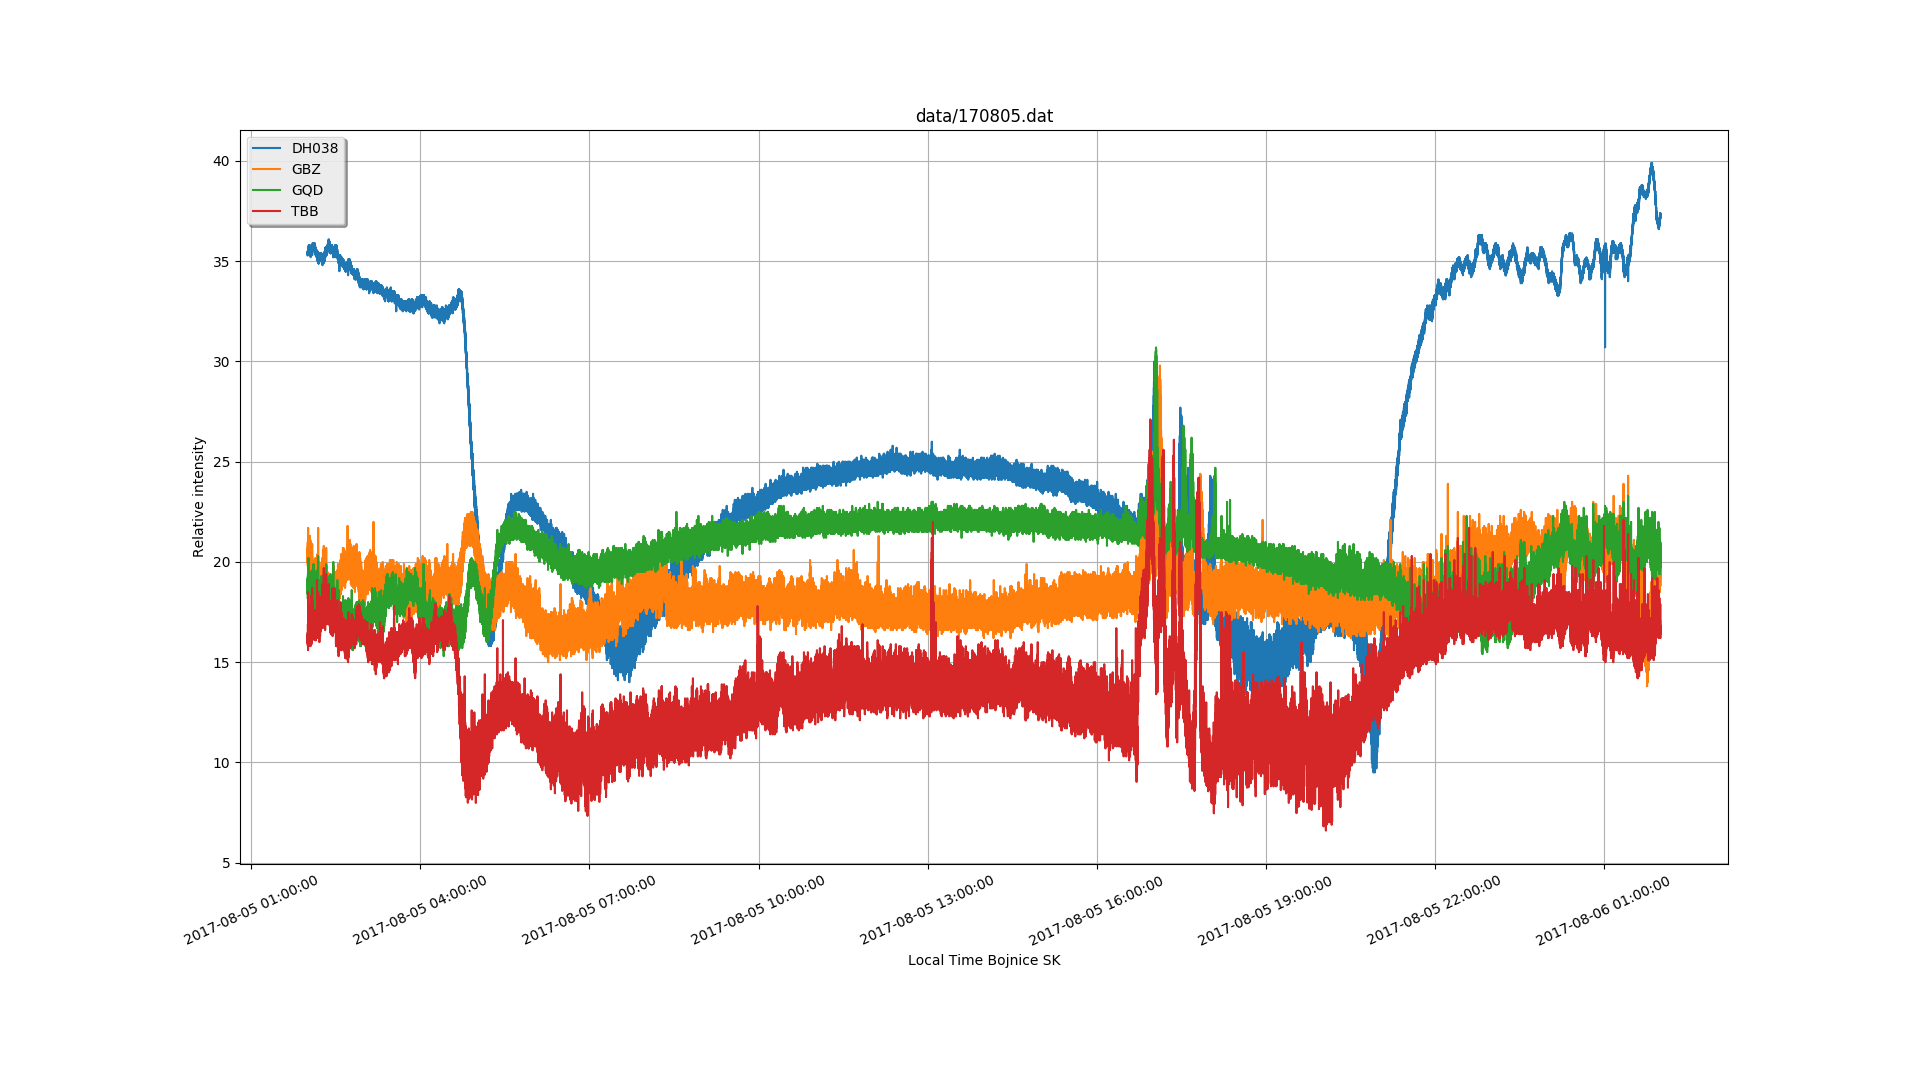 data/170805.dat
DH038
GBZ
GQD
TBB
40
35
30
25
20
15
10
5
Relative intensity
2017-08-05 01:00:00
2017-08-05 04:00:00
2017-08-05 07:00:00
2017-08-05 10:00:00
2017-08-05 13:00:00
2017-08-05 16:00:00
2017-08-05 19:00:00
2017-08-05 22:00:00
2017-08-06 01:00:00
Local Time Bojnice SK